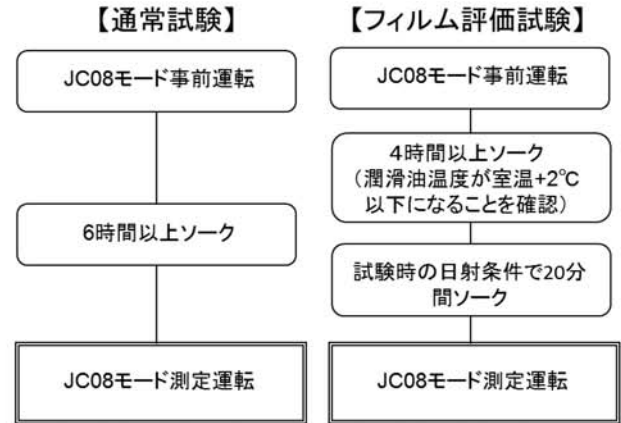 【通常試験】
JC08モード事前運転
6時間以上ソーク
JC08モード測定運転
【フィルム評価試験】
JC08モード事前運転
4時間以上ソーク
（潤滑油温度が室温+2℃
以下になることを確認）
試験時の日射条件で20分
間ソーク
JC08モード測定運転